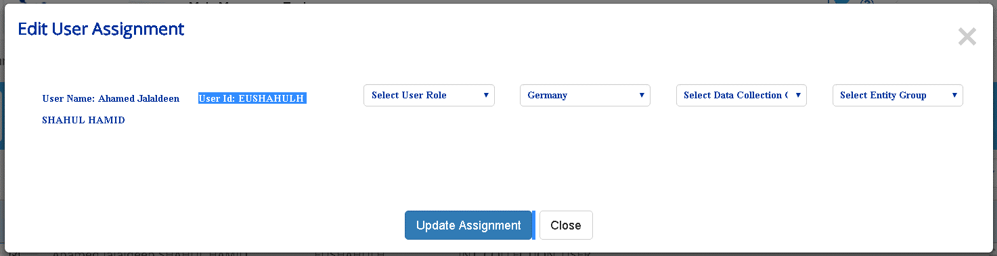 Edit User Assignment
×
User Name: Ahamed Jalaldeen User Id: EUSHAHULH Select User Role Germany Select Data Collection Select Entity Group
SHAHUL HAMID
Update Assignment Close